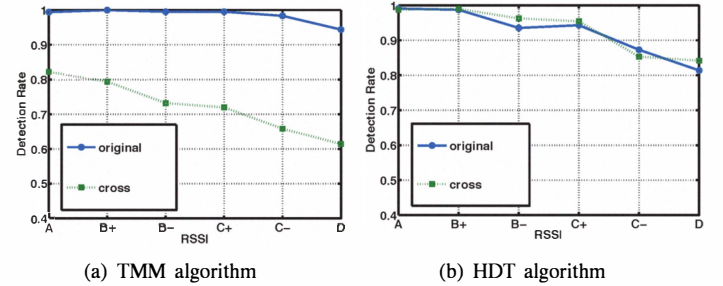 1
0.9
0.8
0.7
0.6
0.5
0.4
Detection Rate
original
cross
A B+ B− C+ C− D
RSSI
(a) TMM algorithm
1
0.9
0.8
0.7
0.6
0.5
0.4
Detection Rate
original
cross
A B+ B− C+ C− D
RSSI
(b) HDT algorithm